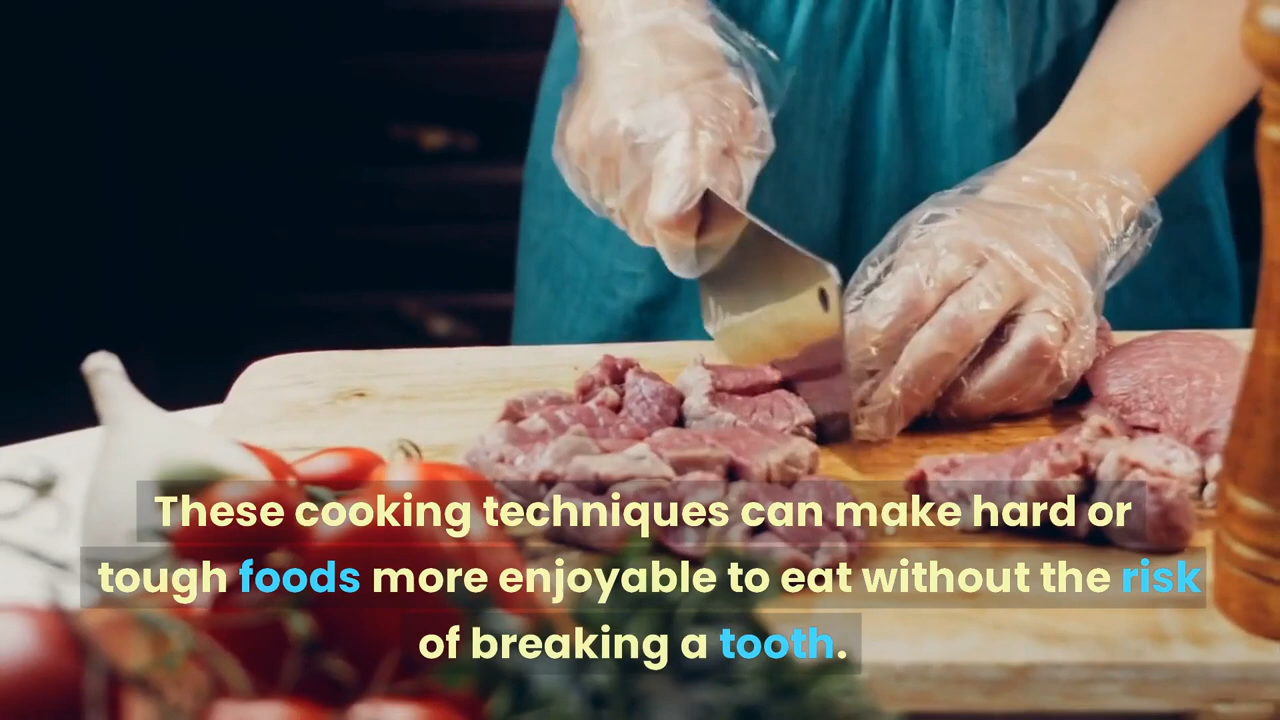 These cooking techniques can make hard or
tough foods more enjoyable to eat without the risk
of breaking a tooth.